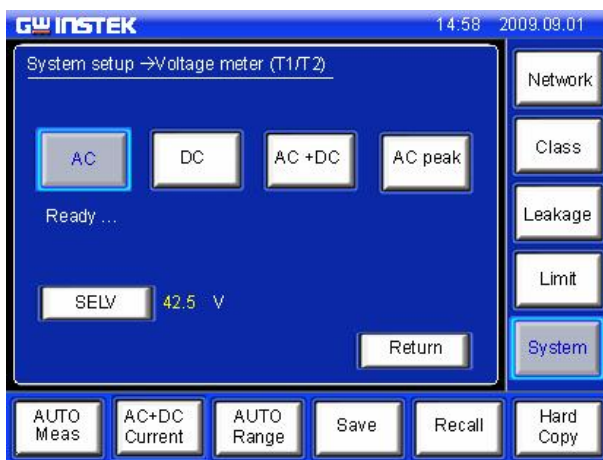 GW INSTEK 14:58 2009.09.01
System setup →Voltage meter (T1/T2)
AC DC AC +DC AC peak
Ready ...
SELV 42.5 V
Return
Network
Class
Leakage
Limit
System
AUTO Meas
AC+DC Current
AUTO Range
Save
Recall
Hard Copy